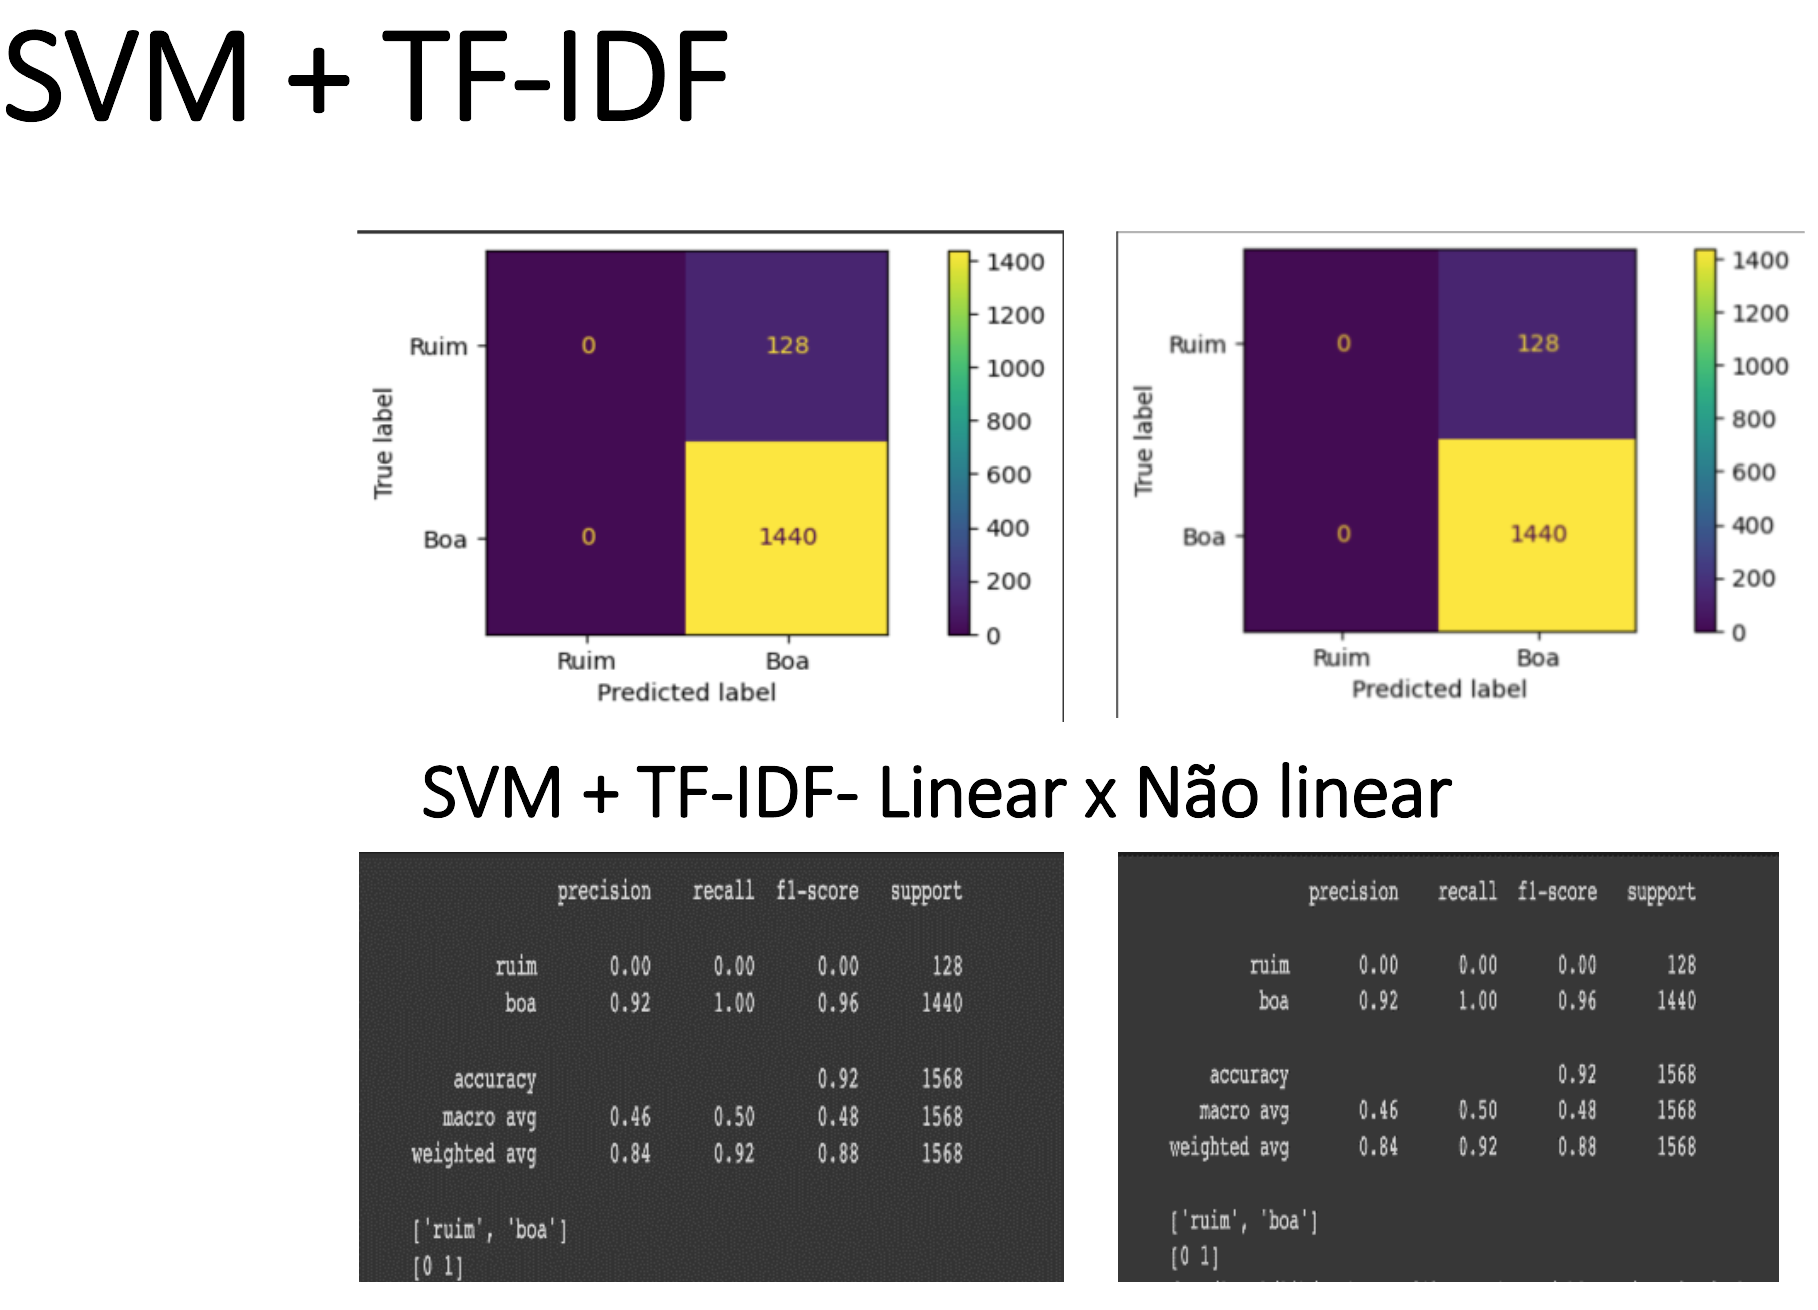 SVM + TF-IDF
True label
Ruim
0
128
Boa
0
1440
Ruim
Boa
Predicted label
1400
1200
1000
800
600
400
200
0
True label
Ruim
0
128
Boa
0
1440
Ruim
Boa
Predicted label
1400
1200
1000
800
600
400
200
0
SVM + TF-IDF- Linear x Não linear
precision recall f1-score support
ruim 0.00 0.00 0.00 128
boa 0.92 1.00 0.96 1440
accuracy 0.92 1568
macro avg 0.46 0.50 0.48 1568
weighted avg 0.84 0.92 0.88 1568
['ruim', 'boa']
[0 1]
precision recall f1-score support
ruim 0.00 0.00 0.00 128
boa 0.92 1.00 0.96 1440
accuracy 0.92 1568
macro avg 0.46 0.50 0.48 1568
weighted avg 0.84 0.92 0.88 1568
['ruim', 'boa']
[0 1]